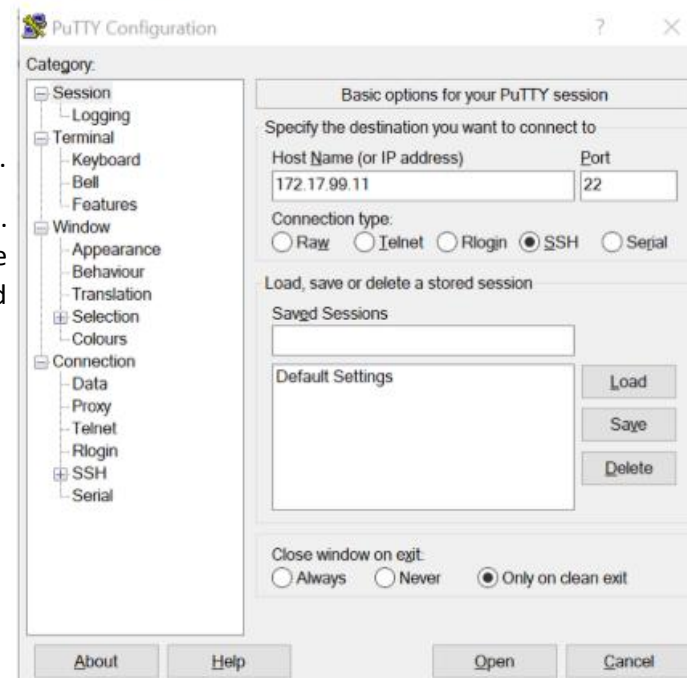 PuTTY Configuration ? ×
Category:
Session
Logging
Terminal
Keyboard
Bell
Features
Window
Appearance
Behaviour
Translation
Selection
Colours
Connection
Data
Proxy
Telnet
Rlogin
SSH
Serial
Basic options for your PuTTY session
Specify the destination you want to connect to
Host Name (or IP address) Port
172.17.99.11 22
Connection type:
Raw Telnet Rlogin SSH Serial
Load, save or delete a stored session
Saved Sessions
Default Settings
Load
Save
Delete
Close window on exit:
Always Never Only on clean exit
About Help Open Cancel